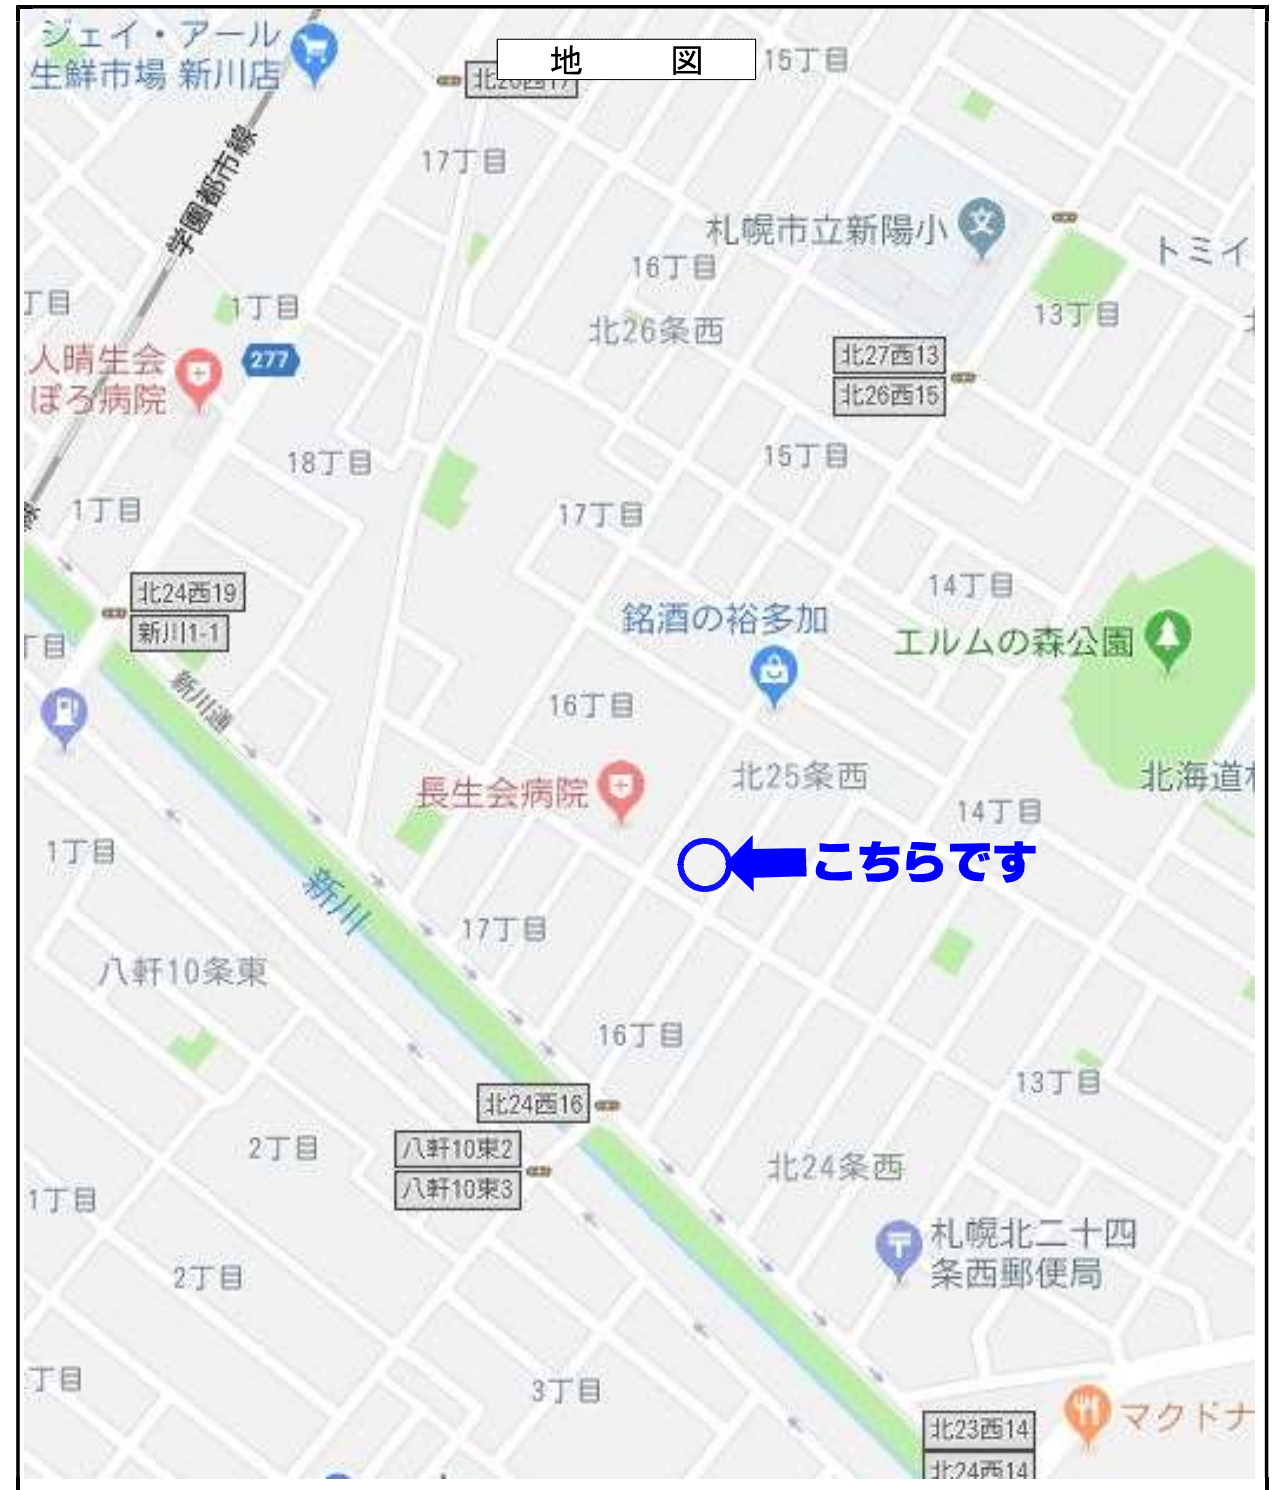 地 図
ジェイ・アール
生鮮市場 新川店
15丁目
学園都市線
17丁目
札幌市立新陽小
トミイ
16丁目
丁目
1丁目
13丁目
北26条西
277
人晴生会
ぽろ病院
北27西13
北26西15
18丁目
15丁目
1丁目
17丁目
北24西19
新川1-1
14丁目
銘酒の裕多加
エルムの森公園
丁目
新川通
16丁目
長生会病院
北25条西
北海道
14丁目
1丁目
こちらです
新川
17丁目
八軒10条東
16丁目
13丁目
北24西16
2丁目
八軒10東2
八軒10東3
北24条西
1丁目
札幌北二十四
条西郵便局
2丁目
丁目
3丁目
マクドナ
北23西14
北24西14